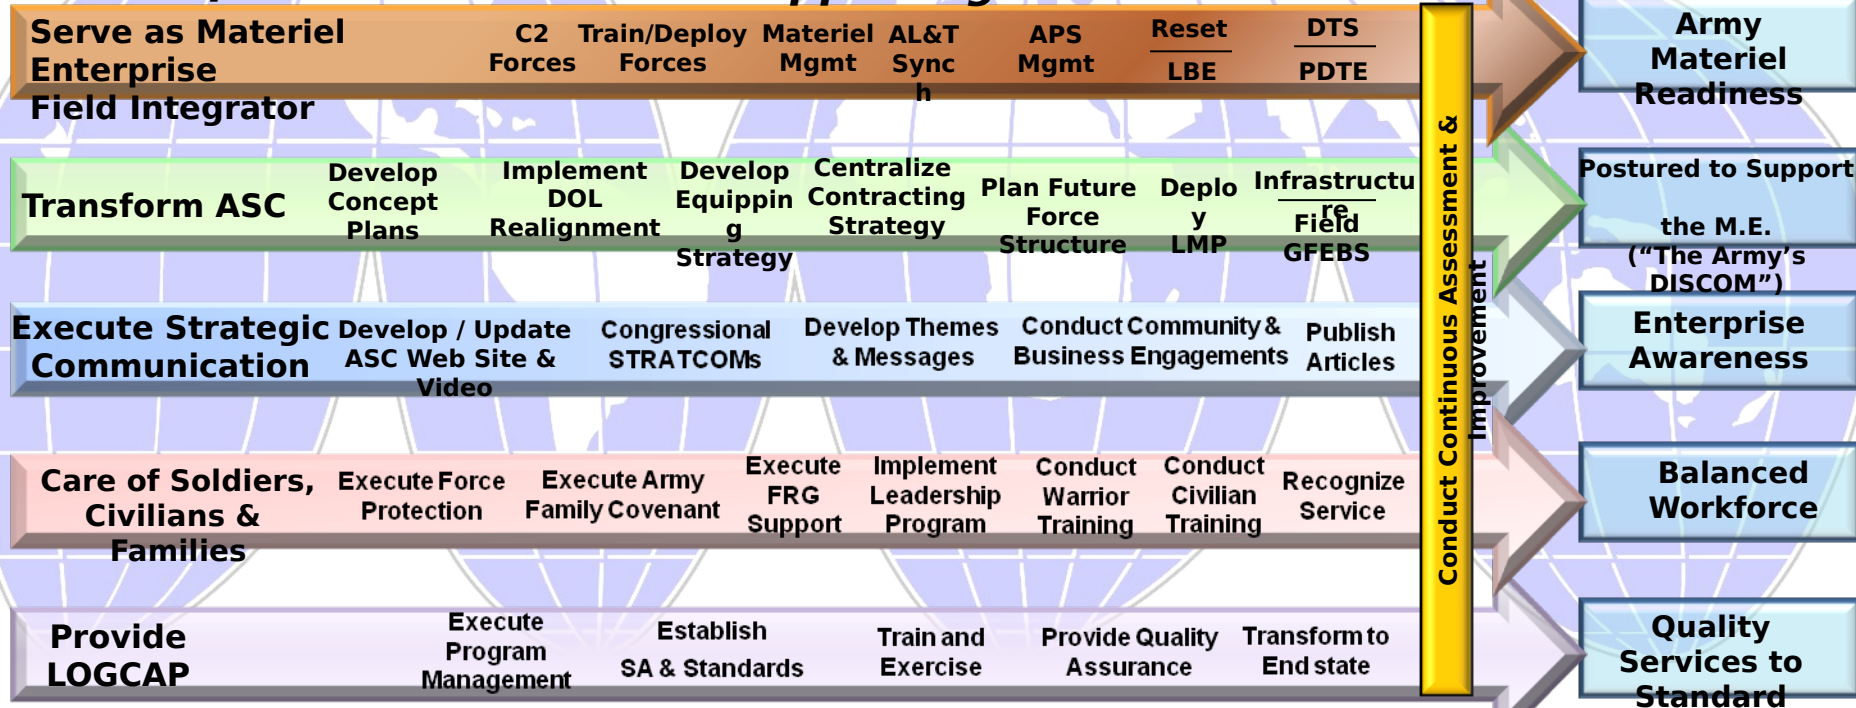 Serve as Materiel
Enterprise
Field Integrator
C2
Forces
Train/Deploy
Forces
Materiel
Mgmt
AL&T
Sync
h
APS
Mgmt
Reset
LBE
DTS
PDTE
Army
Materiel
Readiness
Transform ASC
Develop
Concept
Plans
Implement
DOL
Realignment
Develop
Equippin
g
Strategy
Centralize
Contracting
Strategy
Plan Future
Force
Structure
Deplo
y
LMP
Infrastructu
re
Field
GFEBS
Postured to Support
the M.E.
(“The Army’s
DISCOM”)
Execute Strategic
Communication
Develop / Update
ASC Web Site &
Video
Congressional
STRATCOMs
Develop Themes
& Messages
Conduct Community &
Business Engagements
Publish
Articles
Enterprise
Awareness
Care of Soldiers,
Civilians &
Families
Execute Force
Protection
Execute Army
Family Covenant
Execute
FRG
Support
Implement
Leadership
Program
Conduct
Warrior
Training
Conduct
Civilian
Training
Recognize
Service
Balanced
Workforce
Provide
LOGCAP
Execute
Program
Management
Establish
SA & Standards
Train and
Exercise
Provide Quality
Assurance
Transform to
End state
Quality
Services to
Standard
Conduct Continuous Assessment &
Improvement